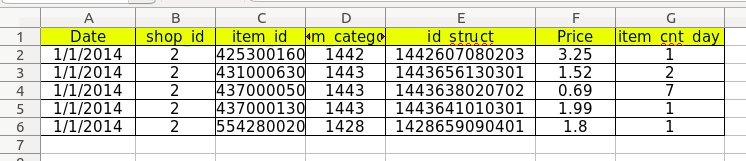 A B C D E F G
1 Date shop_id item_id m_catego id_struct Price item_cnt_day
2 1/1/2014 2 425300160 1442 1442607080203 3.25 1
3 1/1/2014 2 431000630 1443 1443656130301 1.52 2
4 1/1/2014 2 437000050 1443 1443638020702 0.69 7
5 1/1/2014 2 437000130 1443 1443641010301 1.99 1
6 1/1/2014 2 554280020 1428 1428659090401 1.8 1
7